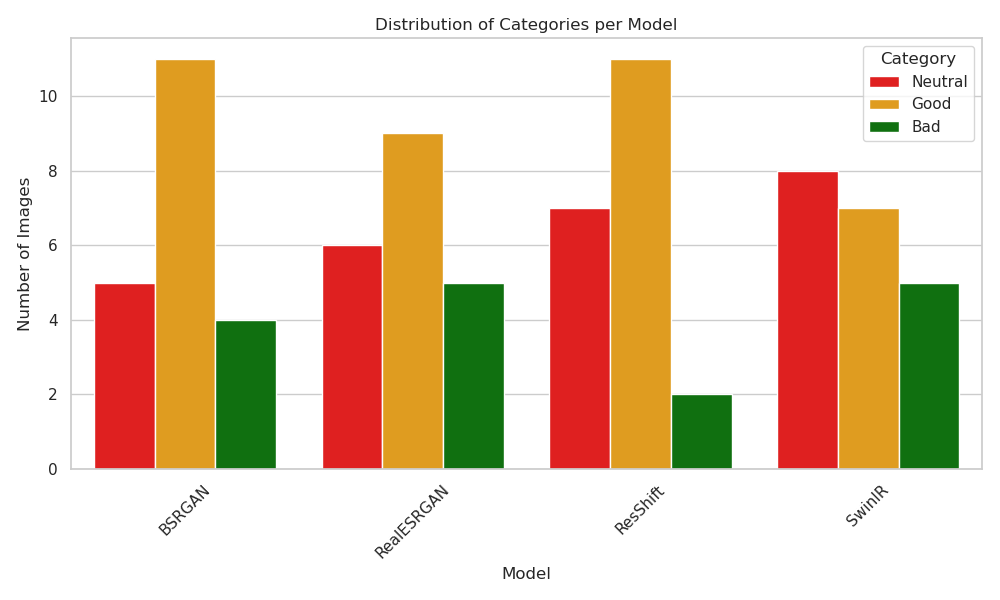 Distribution of Categories per Model
Category
Neutral
Good
Bad
Number of Images
10
8
6
4
2
0
BSRGAN
RealESRGAN
ResShift
SwinIR
Model